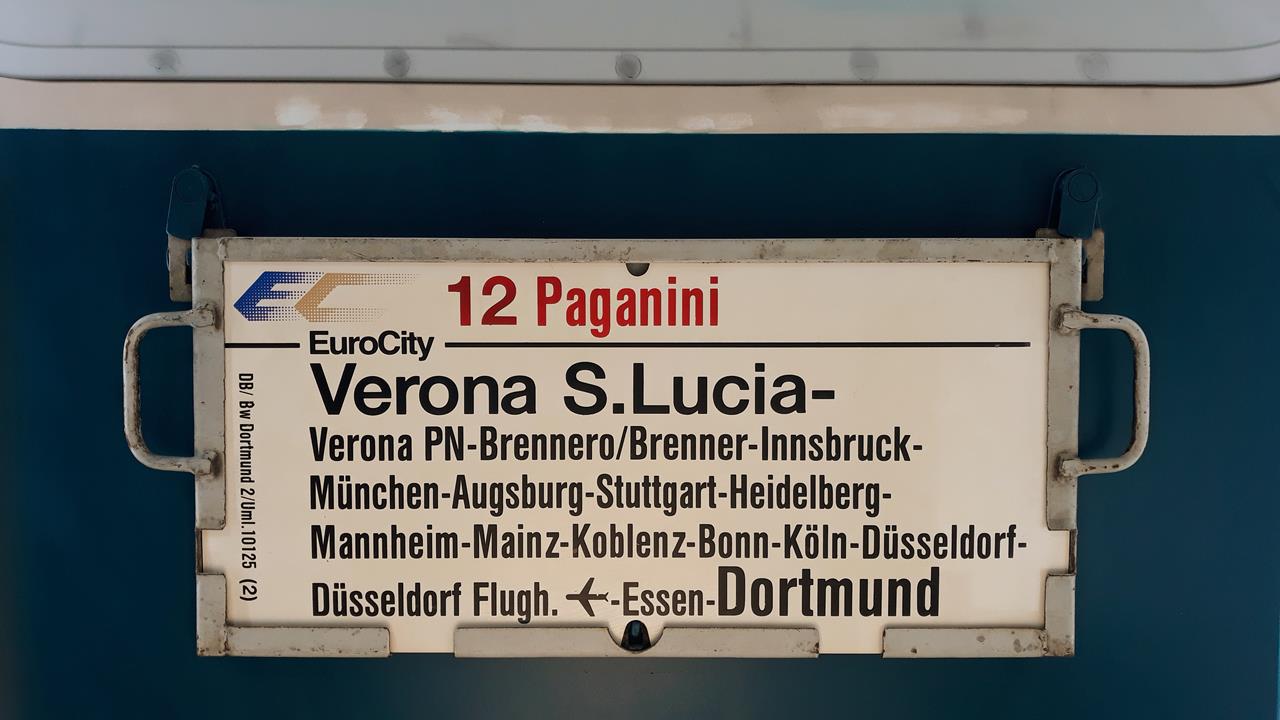 EC
12 Paganini
EuroCity
Verona S.Lucia-
Verona PN-Brennero/Brenner-Innsbruck-
München-Augsburg-Stuttgart-Heidelberg-
Mannheim-Mainz-Koblenz-Bonn-Köln-Düsseldorf-
Düsseldorf Flugh. ✈-Essen-Dortmund
DB/ Bw Dortmund 2/Uml.10125 (2)